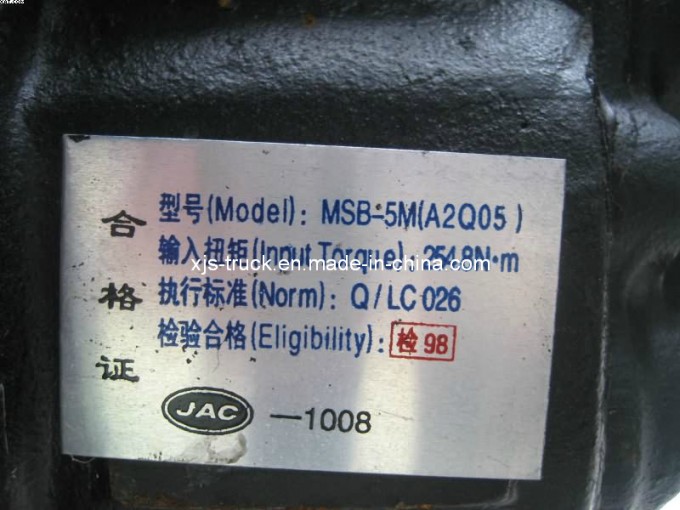 合格证
型号(Model): MSB-5M(A2Q05)
输入扭矩(Input Torque) 254.8N·m
xjs-truck.en.made-in-china.com
执行标准(Norm): Q/LC 026
检验合格(Eligibility): 检 98
JAC —1008